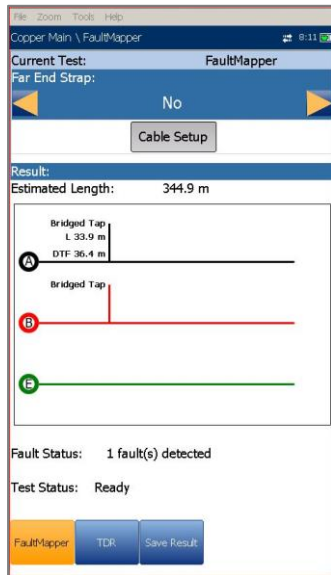 File Zoom Tools Help
Copper Main \ FaultMapper 8:11
Current Test: FaultMapper
Far End Strap:
No
Cable Setup
Result:
Estimated Length: 344.9 m
Bridged Tap
L 33.9 m
DTF 36.4 m
A
Bridged Tap
B
E
Fault Status: 1 fault(s) detected
Test Status: Ready
FaultMapper TDR Save Result